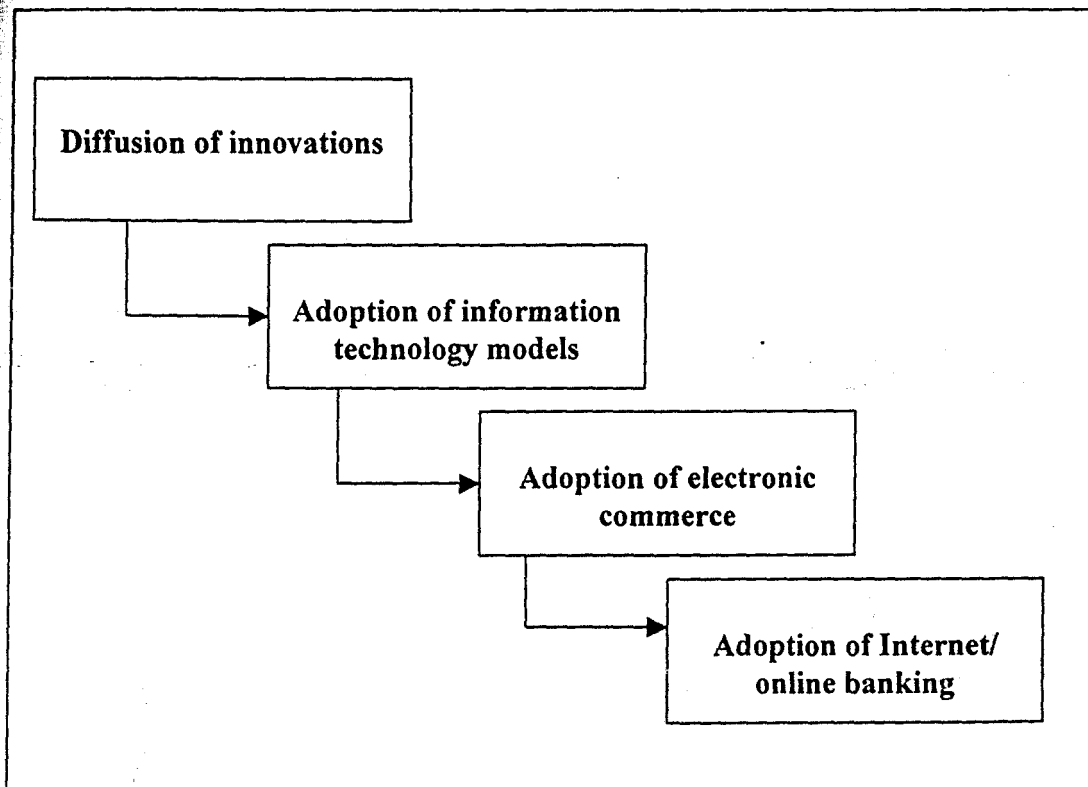 Diffusion of innovations
Adoption of information
technology models
Adoption of electronic
commerce
Adoption of Internet/
online banking